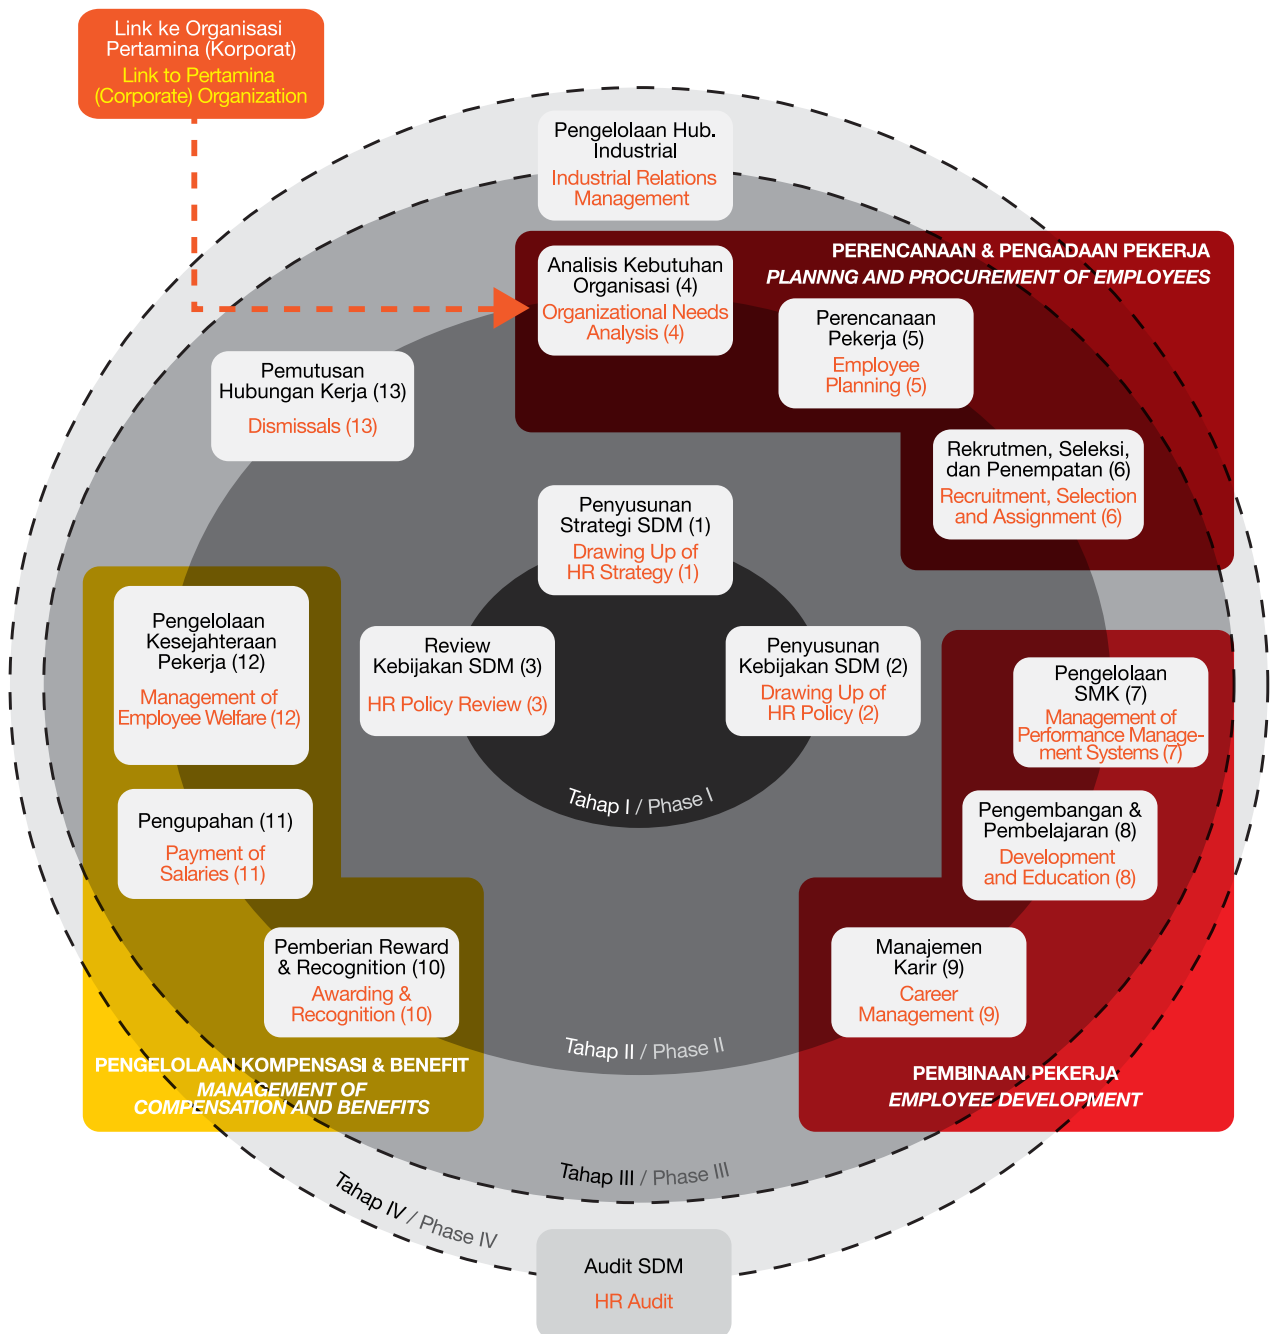 Link ke Organisasi
Pertamina (Korporat)
Link to Pertamina
(Corporate) Organization
Pengelolaan Hub.
Industrial
Industrial Relations
Management
PERENCANAAN & PENGADAAN PEKERJA
PLANNNG AND PROCUREMENT OF EMPLOYEES
Analisis Kebutuhan
Organisasi (4)
Organizational Needs
Analysis (4)
Perencanaan
Pekerja (5)
Employee
Planning (5)
Rekrutmen, Seleksi,
dan Penempatan (6)
Recruitment, Selection
and Assignment (6)
Pemutusan
Hubungan Kerja (13)
Dismissals (13)
Penyusunan
Strategi SDM (1)
Drawing Up of
HR Strategy (1)
Review
Kebijakan SDM (3)
HR Policy Review (3)
Penyusunan
Kebijakan SDM (2)
Drawing Up of
HR Policy (2)
Tahap I / Phase I
Pengelolaan
Kesejahteraan
Pekerja (12)
Management of
Employee Welfare (12)
Pengupahan (11)
Payment of
Salaries (11)
Pemberian Reward
& Recognition (10)
Awarding &
Recognition (10)
PENGELOLAAN KOMPENSASI & BENEFIT
MANAGEMENT OF
COMPENSATION AND BENEFITS
Pengelolaan
SMK (7)
Management of
Performance Manage-
ment Systems (7)
Pengembangan &
Pembelajaran (8)
Development
and Education (8)
Manajemen
Karir (9)
Career
Management (9)
PEMBINAAN PEKERJA
EMPLOYEE DEVELOPMENT
Tahap II / Phase II
Tahap III / Phase III
Tahap IV / Phase IV
Audit SDM
HR Audit